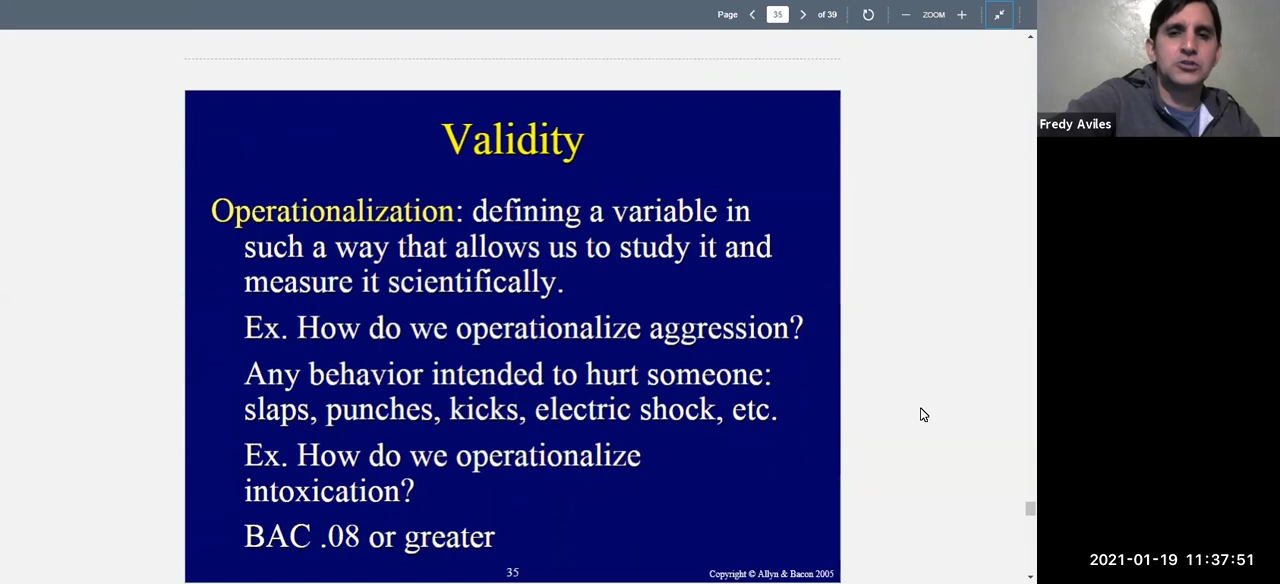 Page 35 of 39 ZOOM
Fredy Aviles
Validity
Operationalization: defining a variable in
such a way that allows us to study it and
measure it scientifically.
Ex. How do we operationalize aggression?
Any behavior intended to hurt someone:
slaps, punches, kicks, electric shock, etc.
Ex. How do we operationalize
intoxication?
BAC .08 or greater
35
Copyright © Allyn & Bacon 2005
2021-01-19 11:37:51